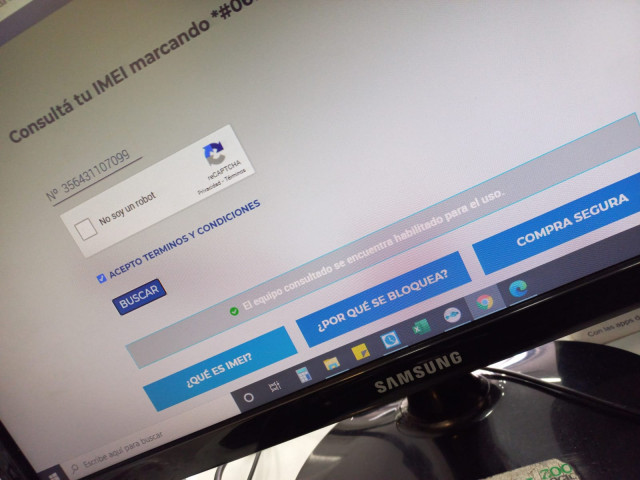 Consultá tu IMEI marcando *#06
Nº 356431107099
No soy un robot
reCAPTCHA
Privacidad - Términos
ACEPTO TERMINOS Y CONDICIONES
BUSCAR
El equipo consultado se encuentra habilitado para el uso.
¿QUÉ ES IMEI?
¿POR QUÉ SE BLOQUEA?
COMPRA SEGURA
Escribe aquí para buscar
SAMSUNG
Con las apps d